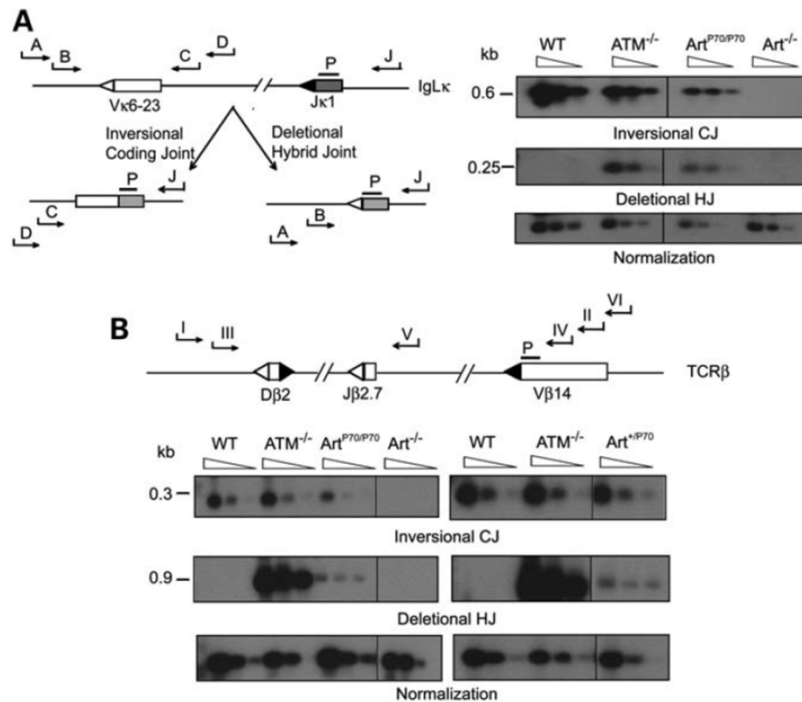 A
A B C D P J
Vκ6-23 Jκ1 IgLκ
Inversional Coding Joint
Deletional Hybrid Joint
P J
C
D
P J
B
A
kb WT ATM-/- ArtP70/P70 Art-/-
0.6
Inversional CJ
0.25
Deletional HJ
Normalization
B
I III V P IV II VI
Dβ2 Jβ2.7 Vβ14 TCRβ
kb WT ATM-/- ArtP70/P70 Art-/- WT ATM-/- Art+/P70
0.3
Inversional CJ
0.9
Deletional HJ
Normalization